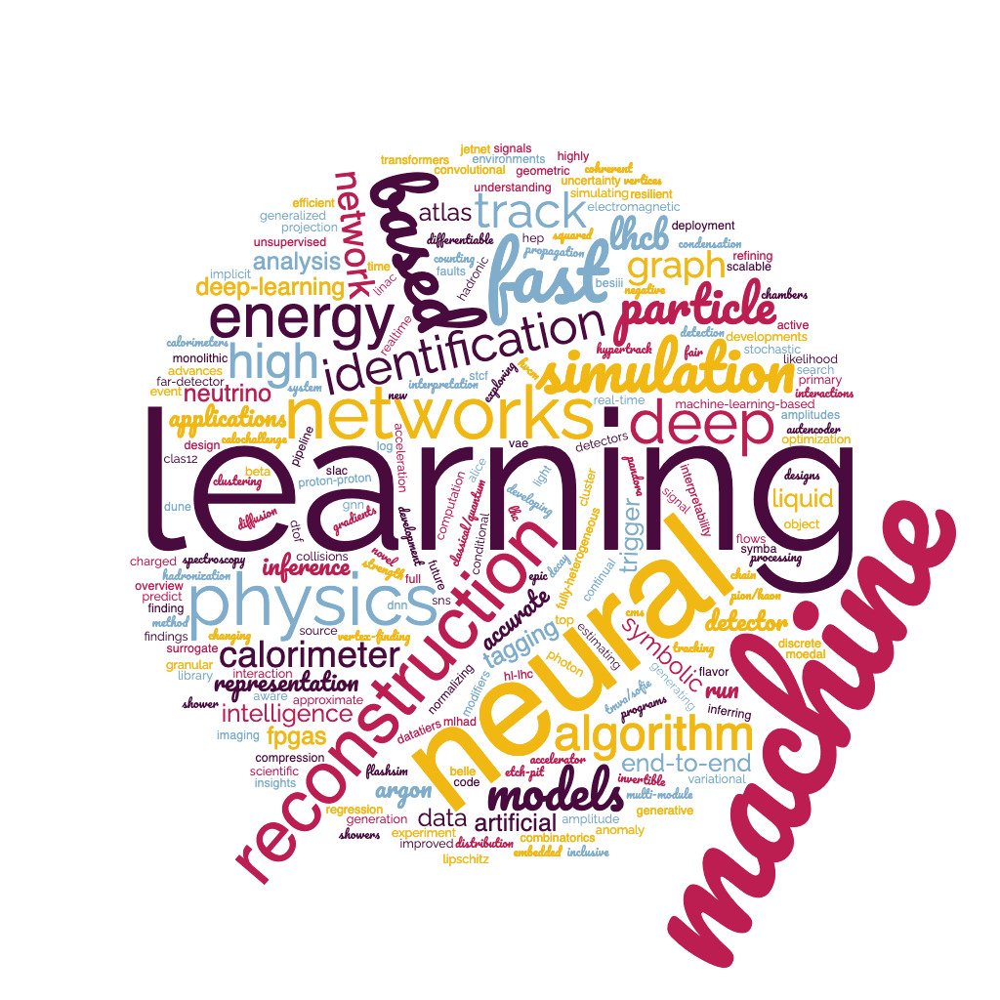 jetnet
signals
transformers
environments
highly
convolutional
geometric
cohrerent
understanding
uncertainty
vertices
simulating
resilient
efficient
network
based
atlas
track
electromagnetic
generalized
projection
unsupervised
differentiable
hep
squared
lhcb
deployment
condensation
analysis
time
counting
faults
hadronic
fast
propagation
besiii
graph
refining
scalable
implicit
deep-learning
linac
negative
particle
chambers
energy
realtime
identification
active
detection
developments
calorimeters
monolithic
high
hypertrack
fair
stochastic
likelihood
advances
far-detector
system
interpretation
stcf
exploring
hvcm
simulation
search
primary
event
neutrino
new
networks
real-time
machine-learning-based
interactions
applications
deep
amplitudes
autencoder
design
calochallenge
pipeline
log
acceleration
vae
detectors
optimization
learning
clas12
beta
slac
clustering
proton-proton
alice
light
cluster
pandora
interpretability
designs
dune
diffusion
gnn
gradients
dtof
computation
classical/quantum
developing
lhc
signal
trigger
liquid
object
development
conditional
fully-heterogeneous
flows
symba
processing
charged
spectroscopy
collisions
novel
hadronization
inference
strength
full
future
decay
continual
chain
overview
predict
finding
physics
dnn
sns
epic
reconstruction
accurate
top
cms
neural
pion/kaon
detector
method
findings
changing
source
vertex-finding
tagging
estimating
symbolic
tracking
discrete
moedal
surrogate
granular
library
calorimeter
photon
generating
flavor
machine
interaction
representation
normalizing
modifiers
hl-lhc
run
shower
aware
approximate
tmva/sofie
programs
inferring
intelligence
datatiers
mlhad
imaging
fpgas
algorithm
compression
scientific
insights
flashsim
belle
code
accelerator
etch-pit
end-to-end
invertible
variational
argon
models
multi-module
regression
generation
data
artificial
amplitude
generative
showers
experiment
improved
distribution
combinatorics
anomaly
lipschitz
embedded
inclusive